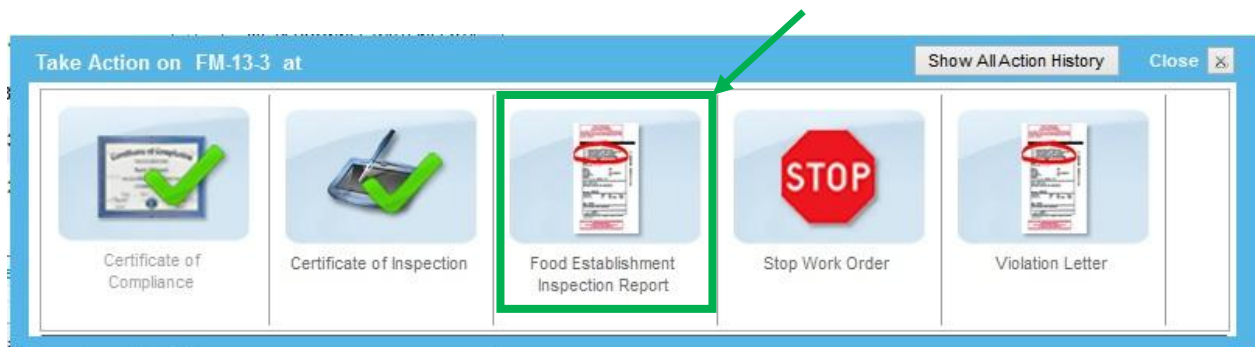 Take Action on FM-13-3 at
Show All Action History
Close
Certificate of
Compliance
Certificate of Inspection
Food Establishment
Inspection Report
STOP
Stop Work Order
Violation Letter